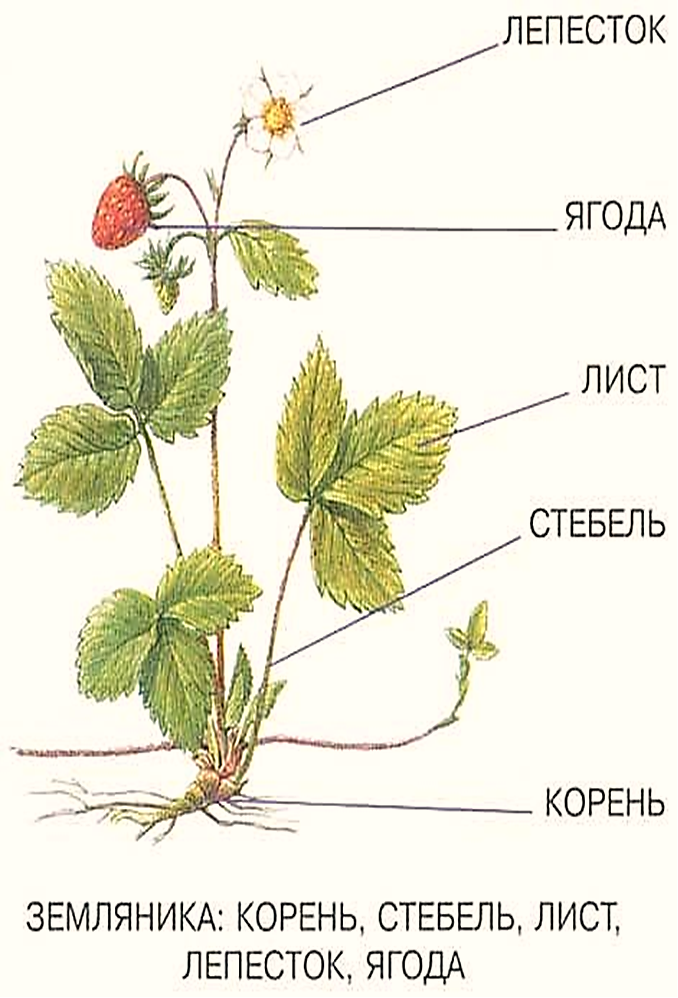 ЛЕПЕСТОК
ЯГОДА
ЛИСТ
СТЕБЕЛЬ
КОРЕНЬ
ЗЕМЛЯНИКА: КОРЕНЬ, СТЕБЕЛЬ, ЛИСТ,
ЛЕПЕСТОК, ЯГОДА